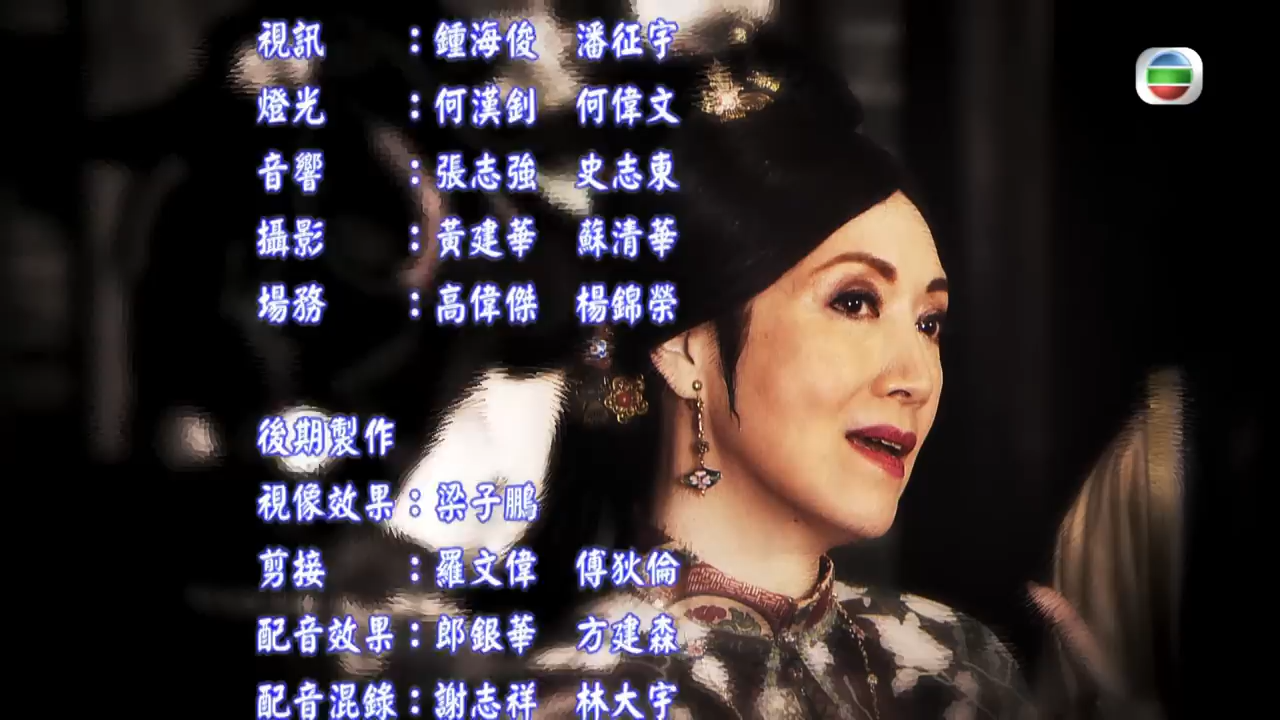 視訊 : 鍾海俊 潘征宇
燈光 : 何漢釗 何偉文
音響 : 張志強 史志東
攝影 : 黃建華 蘇清華
場務 : 高偉傑 楊錦榮
後期製作
視像效果 : 梁子鵬
剪接 : 羅文偉 傅狄倫
配音效果 : 郎銀華 方建森
配音混錄 : 謝志祥 林大宇